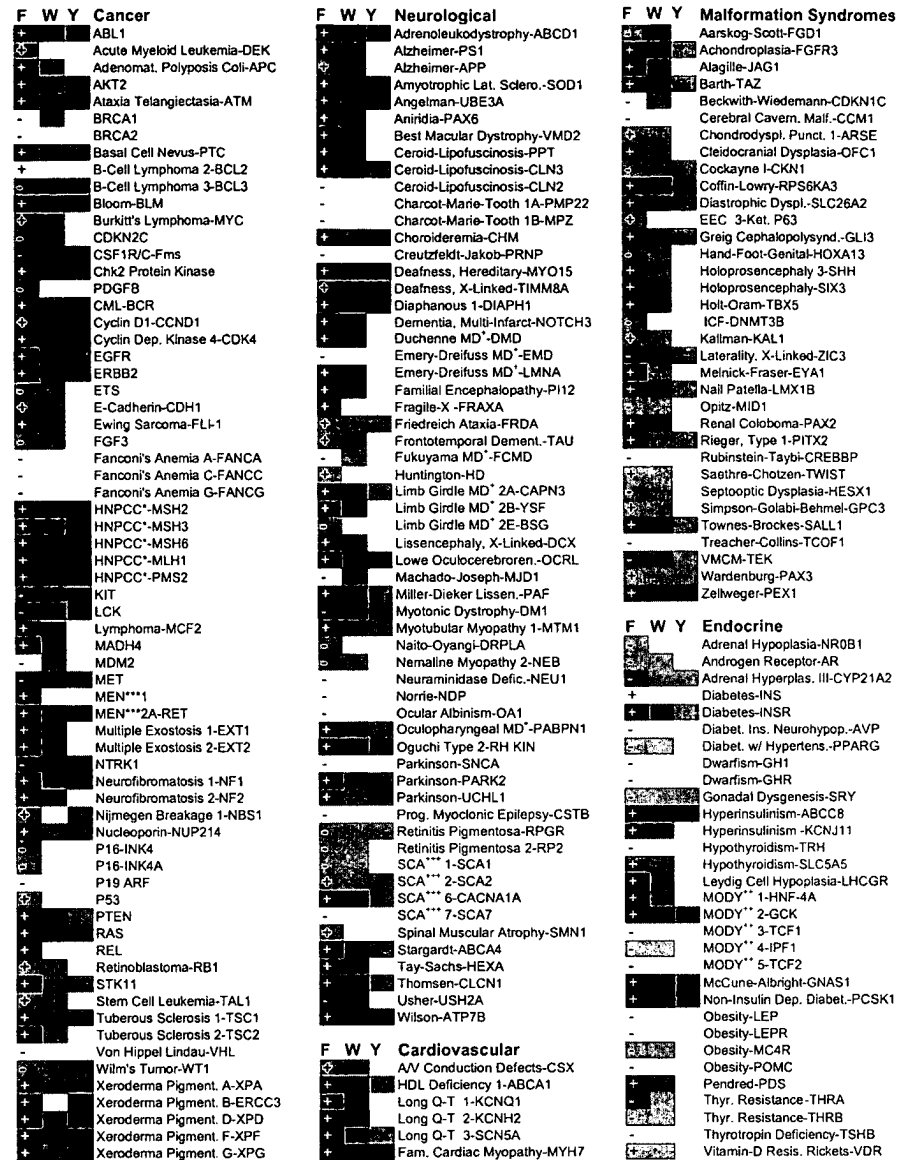 F W Y Cancer
ABL1
Acute Myeloid Leukemia-DEK
Adenomat. Polyposis Coli-APC
AKT2
Ataxia Telangiectasia-ATM
BRCA1
BRCA2
Basal Cell Nevus-PTC
B-Cell Lymphoma 2-BCL2
B-Cell Lymphoma 3-BCL3
Bloom-BLM
Burkitt's Lymphoma-MYC
CDKN2C
CSF1R/C-Fms
Chk2 Protein Kinase
PDGFB
CML-BCR
Cyclin D1-CCND1
Cyclin Dep. Kinase 4-CDK4
EGFR
ERBB2
ETS
E-Cadherin-CDH1
Ewing Sarcoma-FLI-1
FGF3
Fanconi's Anemia A-FANCA
Fanconi's Anemia C-FANCC
Fanconi's Anemia G-FANCG
HNPCC*-MSH2
HNPCC*-MSH3
HNPCC*-MSH6
HNPCC*-MLH1
HNPCC*-PMS2
KIT
LCK
Lymphoma-MCF2
MADH4
MDM2
MET
MEN***1
MEN***2A-RET
Multiple Exostosis 1-EXT1
Multiple Exostosis 2-EXT2
NTRK1
Neurofibromatosis 1-NF1
Neurofibromatosis 2-NF2
Nijmegen Breakage 1-NBS1
Nucleoporin-NUP214
P16-INK4
P16-INK4A
P19 ARF
P53
PTEN
RAS
REL
Retinoblastoma-RB1
STK11
Stem Cell Leukemia-TAL1
Tuberous Sclerosis 1-TSC1
Tuberous Sclerosis 2-TSC2
Von Hippel Lindau-VHL
Wilm's Tumor-WT1
Xeroderma Pigment. A-XPA
Xeroderma Pigment. B-ERCC3
Xeroderma Pigment. D-XPD
Xeroderma Pigment. F-XPF
Xeroderma Pigment. G-XPG
F W Y Neurological
Adrenoleukodystrophy-ABCD1
Alzheimer-PS1
Alzheimer-APP
Amyotrophic Lat. Sclero.-SOD1
Angelman-UBE3A
Aniridia-PAX6
Best Macular Dystrophy-VMD2
Ceroid-Lipofuscinosis-PPT
Ceroid-Lipofuscinosis-CLN3
Ceroid-Lipofuscinosis-CLN2
Charcot-Marie-Tooth 1A-PMP22
Charcot-Marie-Tooth 1B-MPZ
Choroideremia-CHM
Creutzfeldt-Jakob-PRNP
Deafness, Hereditary-MYO15
Deafness, X-Linked-TIMM8A
Diaphanous 1-DIAPH1
Dementia, Multi-Infarct-NOTCH3
Duchenne MD+-DMD
Emery-Dreifuss MD+-EMD
Emery-Dreifuss MD+-LMNA
Familial Encephalopathy-PI12
Fragile-X -FRAXA
Friedreich Ataxia-FRDA
Frontotemporal Dement.-TAU
Fukuyama MD+-FCMD
Huntington-HD
Limb Girdle MD+ 2A-CAPN3
Limb Girdle MD+ 2B-YSF
Limb Girdle MD+ 2E-BSG
Lissencephaly, X-Linked-DCX
Lowe Oculocerebroren.-OCRL
Machado-Joseph-MJD1
Miller-Dieker Lissen.-PAF
Myotonic Dystrophy-DM1
Myotubular Myopathy 1-MTM1
Naito-Oyangi-DRPLA
Nemaline Myopathy 2-NEB
Neuraminidase Defic.-NEU1
Norrie-NDP
Ocular Albinism-OA1
Oculopharyngeal MD+-PABPN1
Oguchi Type 2-RH KIN
Parkinson-SNCA
Parkinson-PARK2
Parkinson-UCHL1
Prog. Myoclonic Epilepsy-CSTB
Retinitis Pigmentosa-RPGR
Retinitis Pigmentosa 2-RP2
SCA+++ 1-SCA1
SCA+++ 2-SCA2
SCA+++ 6-CACNA1A
SCA+++ 7-SCA7
Spinal Muscular Atrophy-SMN1
Stargardt-ABCA4
Tay-Sachs-HEXA
Thomsen-CLCN1
Usher-USH2A
Wilson-ATP7B
F W Y Cardiovascular
A/V Conduction Defects-CSX
HDL Deficiency 1-ABCA1
Long Q-T 1-KCNQ1
Long Q-T 2-KCNH2
Long Q-T 3-SCN5A
Fam. Cardiac Myopathy-MYH7
F W Y Malformation Syndromes
Aarskog-Scott-FGD1
Achondroplasia-FGFR3
Alagille-JAG1
Barth-TAZ
Beckwith-Wiedemann-CDKN1C
Cerebral Cavern. Malf.-CCM1
Chondrodyspl. Punct. 1-ARSE
Cleidocranial Dysplasia-OFC1
Cockayne I-CKN1
Coffin-Lowry-RPS6KA3
Diastrophic Dyspl.-SLC26A2
EEC 3-Ket. P63
Greig Cephalopolysynd.-GLI3
Hand-Foot-Genital-HOXA13
Holoprosencephaly 3-SHH
Holoprosencephaly-SIX3
Holt-Oram-TBX5
ICF-DNMT3B
Kallman-KAL1
Laterality, X-Linked-ZIC3
Melnick-Fraser-EYA1
Nail Patella-LMX1B
Opitz-MID1
Renal Coloboma-PAX2
Rieger, Type 1-PITX2
Rubinstein-Taybi-CREBBP
Saethre-Chotzen-TWIST
Septooptic Dysplasia-HESX1
Simpson-Golabi-Behmel-GPC3
Townes-Brockes-SALL1
Treacher-Collins-TCOF1
VMCM-TEK
Wardenburg-PAX3
Zellweger-PEX1
F W Y Endocrine
Adrenal Hypoplasia-NR0B1
Androgen Receptor-AR
Adrenal Hyperplas. III-CYP21A2
Diabetes-INS
Diabetes-INSR
Diabet. Ins. Neurohypop.-AVP
Diabet. w/ Hypertens.-PPARG
Dwarfism-GH1
Dwarfism-GHR
Gonadal Dysgenesis-SRY
Hyperinsulinism-ABCC8
Hyperinsulinism -KCNJ11
Hypothyroidism-TRH
Hypothyroidism-SLC5A5
Leydig Cell Hypoplasia-LHCGR
MODY++ 1-HNF-4A
MODY++ 2-GCK
MODY++ 3-TCF1
MODY++ 4-IPF1
MODY++ 5-TCF2
McCune-Albright-GNAS1
Non-Insulin Dep. Diabet.-PCSK1
Obesity-LEP
Obesity-LEPR
Obesity-MC4R
Obesity-POMC
Pendred-PDS
Thyr. Resistance-THRA
Thyr. Resistance-THRB
Thyrotropin Deficiency-TSHB
Vitamin-D Resis. Rickets-VDR